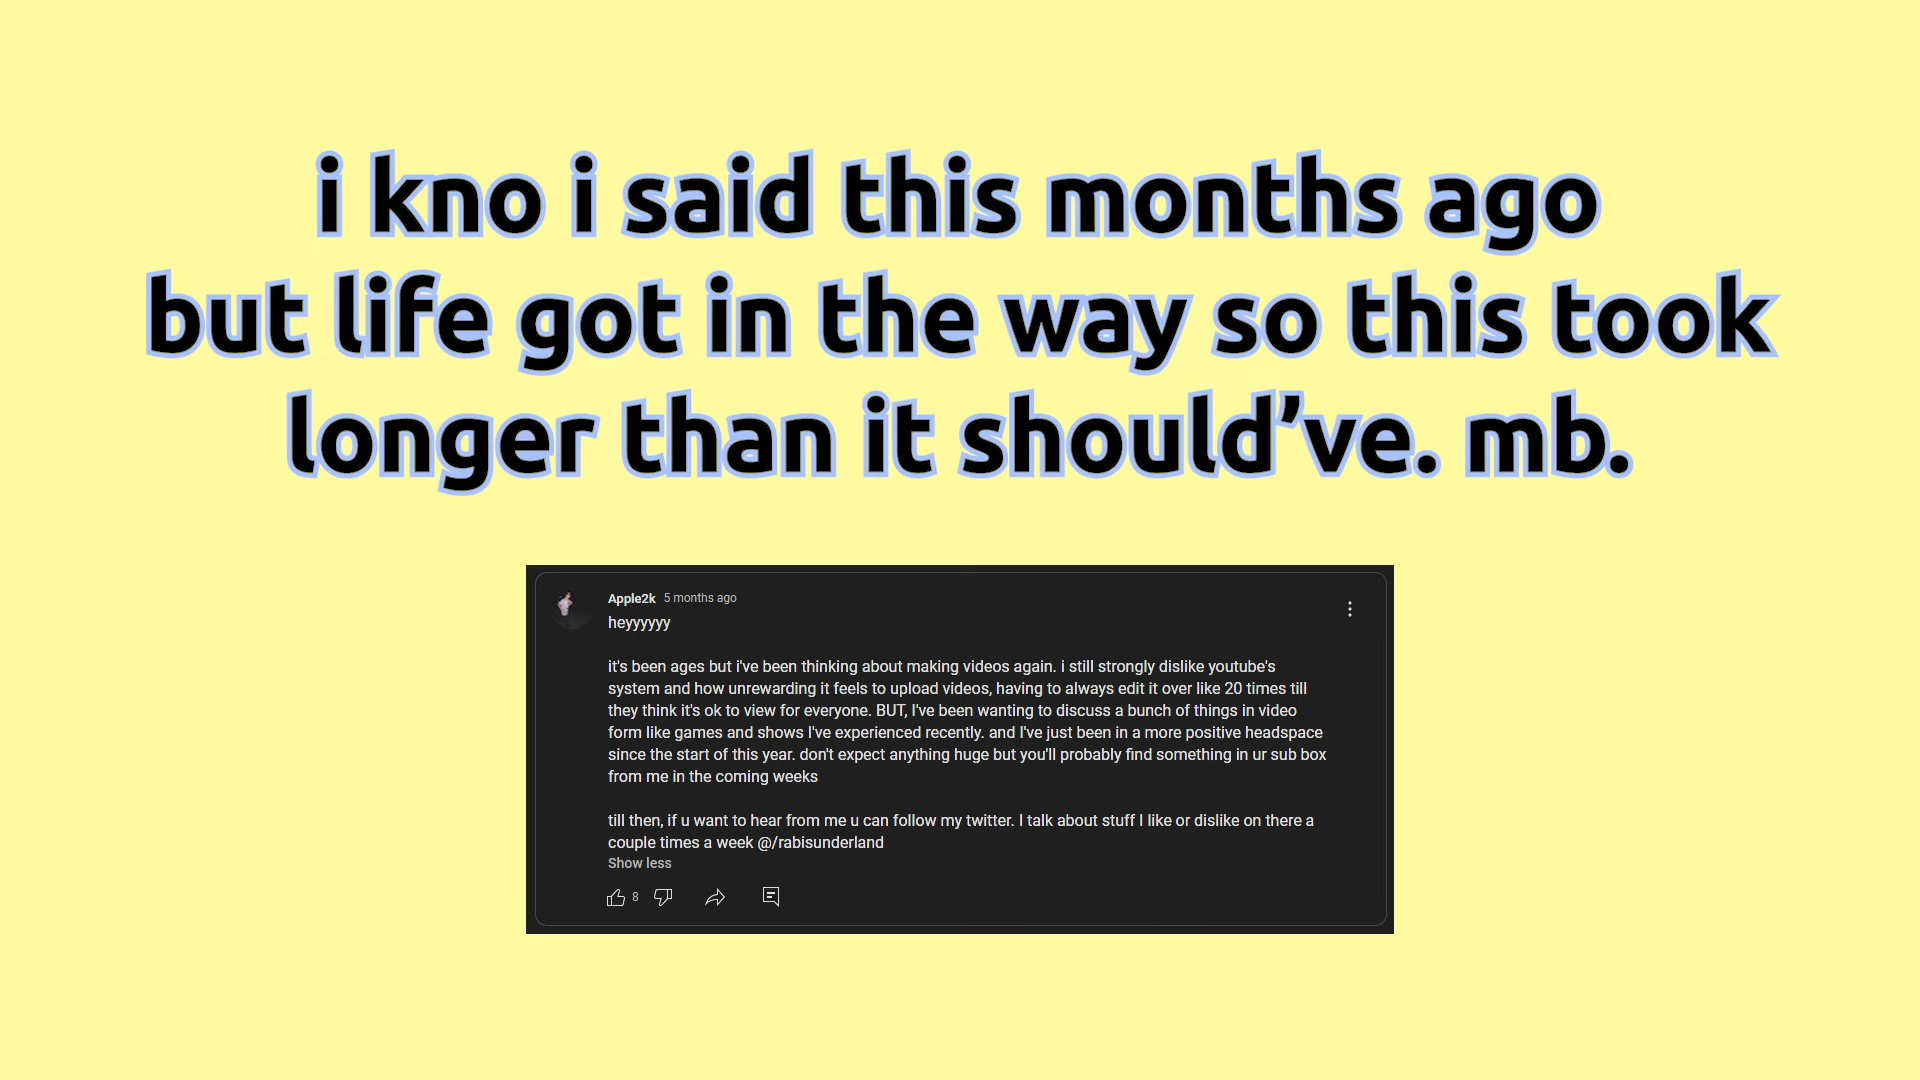 i kno i said this months ago
but life got in the way so this took
longer than it should’ve. mb.
Apple2k 5 months ago
heyyyyyy
it's been ages but i've been thinking about making videos again. i still strongly dislike youtube's
system and how unrewarding it feels to upload videos, having to always edit it over like 20 times till
they think it's ok to view for everyone. BUT, I've been wanting to discuss a bunch of things in video
form like games and shows I've experienced recently. and I've just been in a more positive headspace
since the start of this year. don't expect anything huge but you'll probably find something in ur sub box
from me in the coming weeks
till then, if u want to hear from me u can follow my twitter. I talk about stuff I like or dislike on there a
couple times a week @/rabisunderland
Show less
8